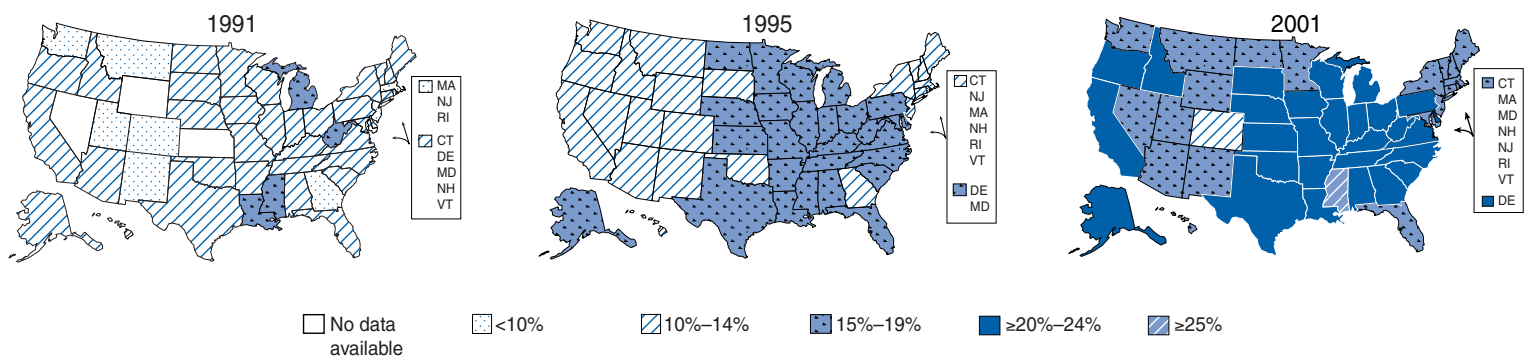 1991
MA
NJ
RI
CT
DE
MD
NH
VT
1995
CT
NJ
MA
NH
RI
VT
DE
MD
2001
CT
MA
MD
NH
NJ
RI
VT
DE
No data
available
<10%
10%–14%
15%–19%
≥20%–24%
≥25%